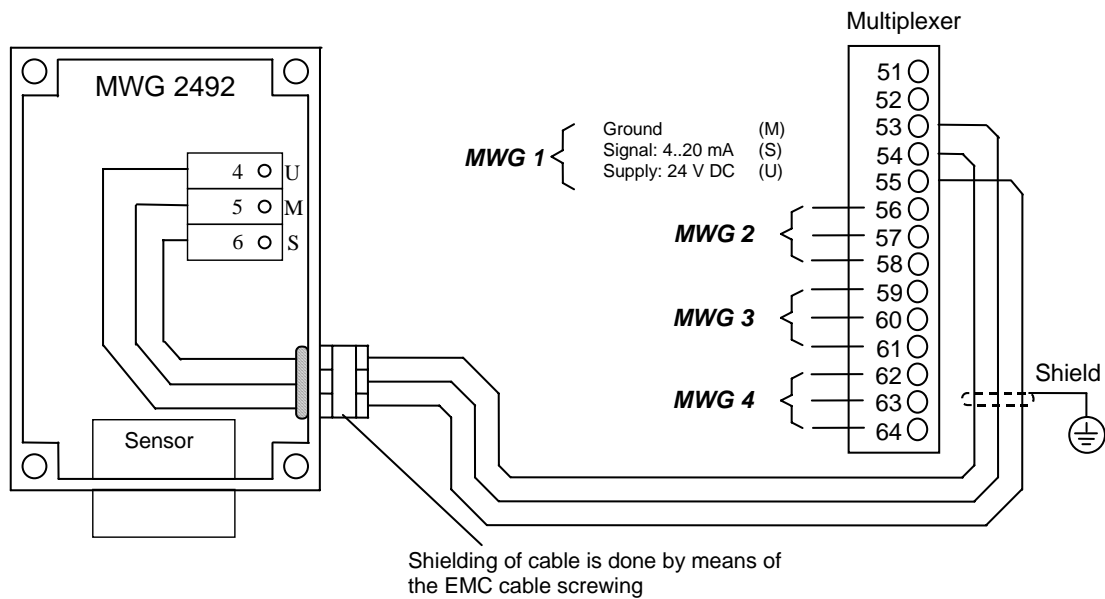 Multiplexer
MWG 2492
4 U
5 M
6 S
Sensor
MWG 1
Ground (M)
Signal: 4..20 mA (S)
Supply: 24 V DC (U)
MWG 2
MWG 3
MWG 4
51
52
53
54
55
56
57
58
59
60
61
62
63
64
Shield
Shielding of cable is done by means of
the EMC cable screwing